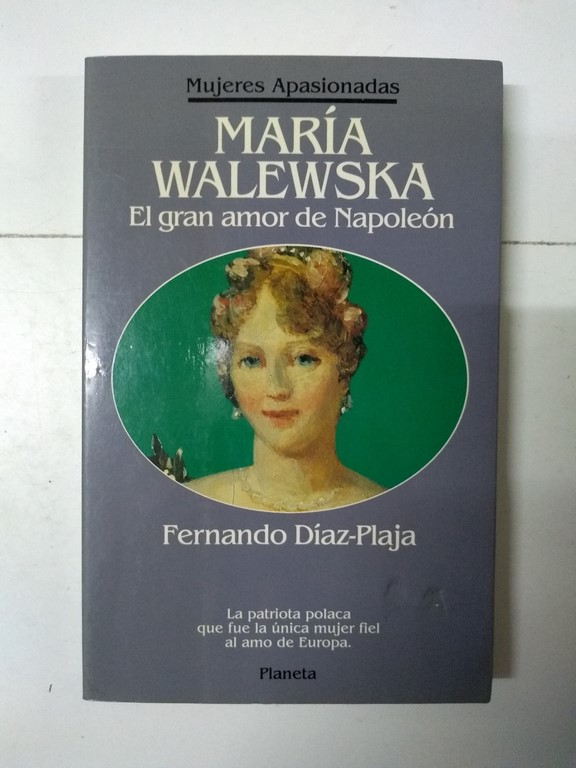 Mujeres Apasionadas
MARÍA
WALEWSKA
El gran amor de Napoleón
Fernando Díaz-Plaja
La patriota polaca
que fue la única mujer fiel
al amo de Europa.
Planeta